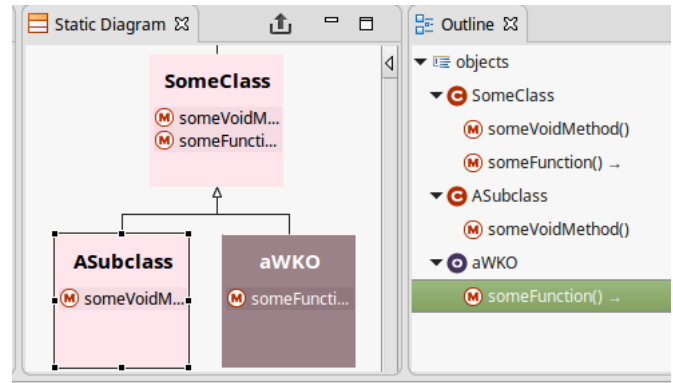 Static Diagram
SomeClass
M someVoidM...
M someFuncti...
ASubclass
M someVoidM...
aWKO
M someFuncti...
Outline
objects
C SomeClass
M someVoidMethod()
M someFunction() →
C ASubclass
M someVoidMethod()
O aWKO
M someFunction() →